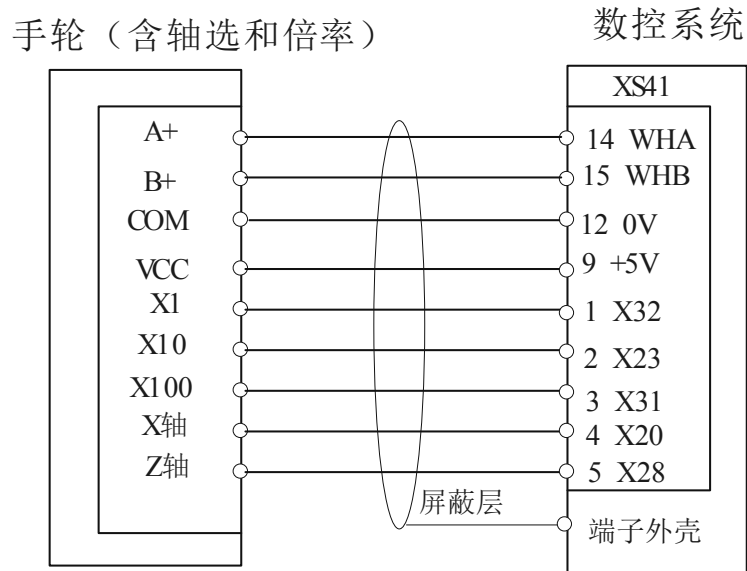 手轮（含轴选和倍率）
数控系统
XS41
A+
B+
COM
VCC
X1
X10
X100
X轴
Z轴
14 WHA
15 WHB
12 0V
9 +5V
1 X32
2 X23
3 X31
4 X20
5 X28
屏蔽层
端子外壳